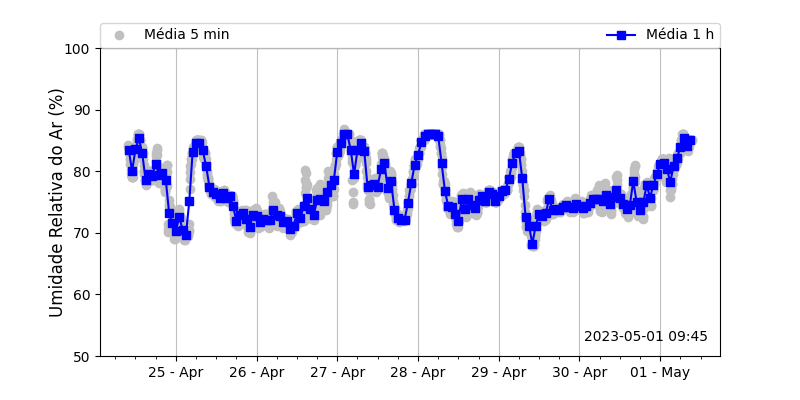 Média 5 min
Média 1 h
100
90
80
70
60
50
Umidade Relativa do Ar (%)
2023-05-01 09:45
25 - Apr
26 - Apr
27 - Apr
28 - Apr
29 - Apr
30 - Apr
01 - May